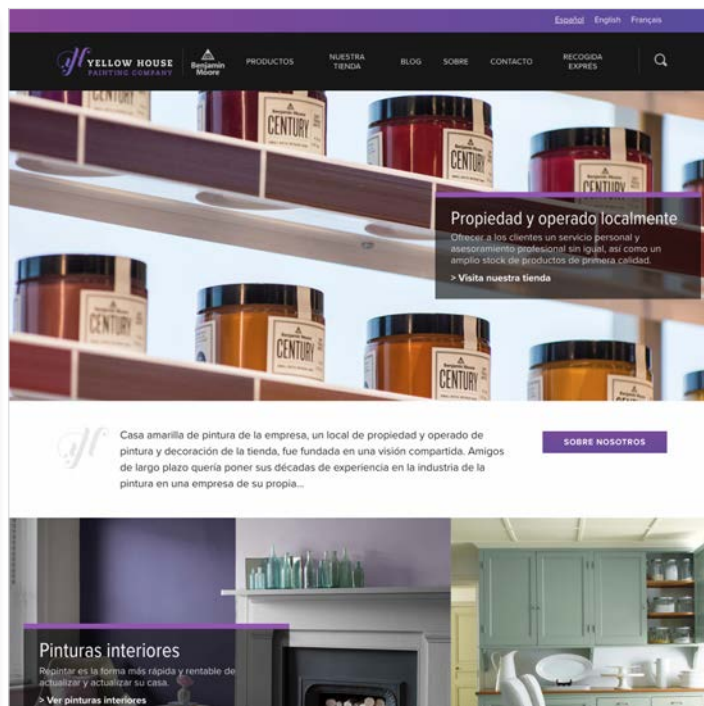 Español English Français
YELLOW HOUSE
PAINTING COMPANY
Benjamin
Moore
PRODUCTOS
NUESTRA
TIENDA
BLOG
SOBRE
CONTACTO
RECOGIDA
EXPRÉS
CENTURY
CENTURY
CENTURY
Propiedad y operado localmente
Ofrecer a los clientes un servicio personal y
asesoramiento profesional sin igual, así como un
amplio stock de productos de primera calidad.
> Visita nuestra tienda
CENTURY
CENTURY
CENTURY
Casa amarilla de pintura de la empresa, un local de propiedad y operado de
pintura y decoración de la tienda, fue fundada en una visión compartida. Amigos
de largo plazo quería poner sus décadas de experiencia en la industria de la
pintura en una empresa de su propia...
SOBRE NOSOTROS
Pinturas interiores
Repintar es la forma más rápida y rentable de
actualizar y actualizar su casa.
> Ver pinturas interiores